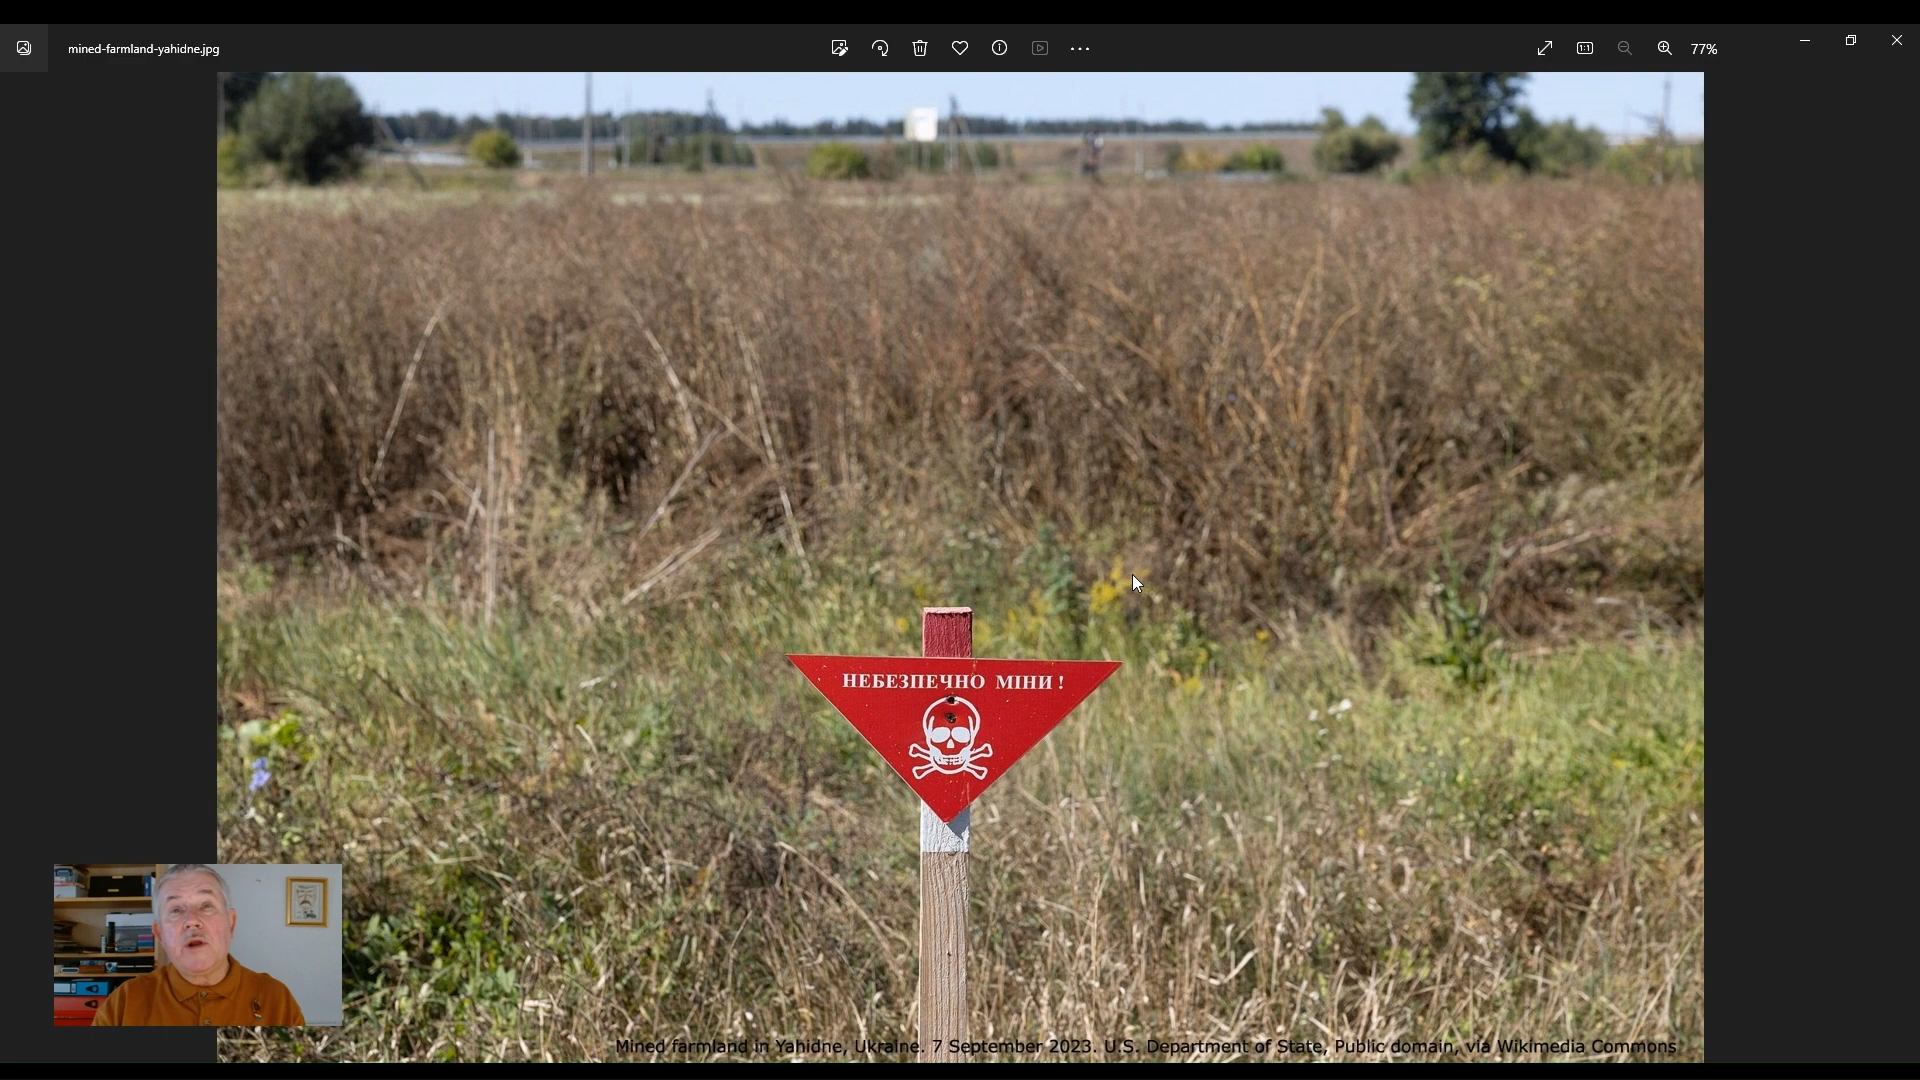 mined-farmland-yahidne.jpg
77%
НЕБЕЗПЕЧНО МІНИ !
Mined farmland in Yahidne, Ukraine. 7 September 2023. U.S. Department of State, Public domain, via Wikimedia Commons